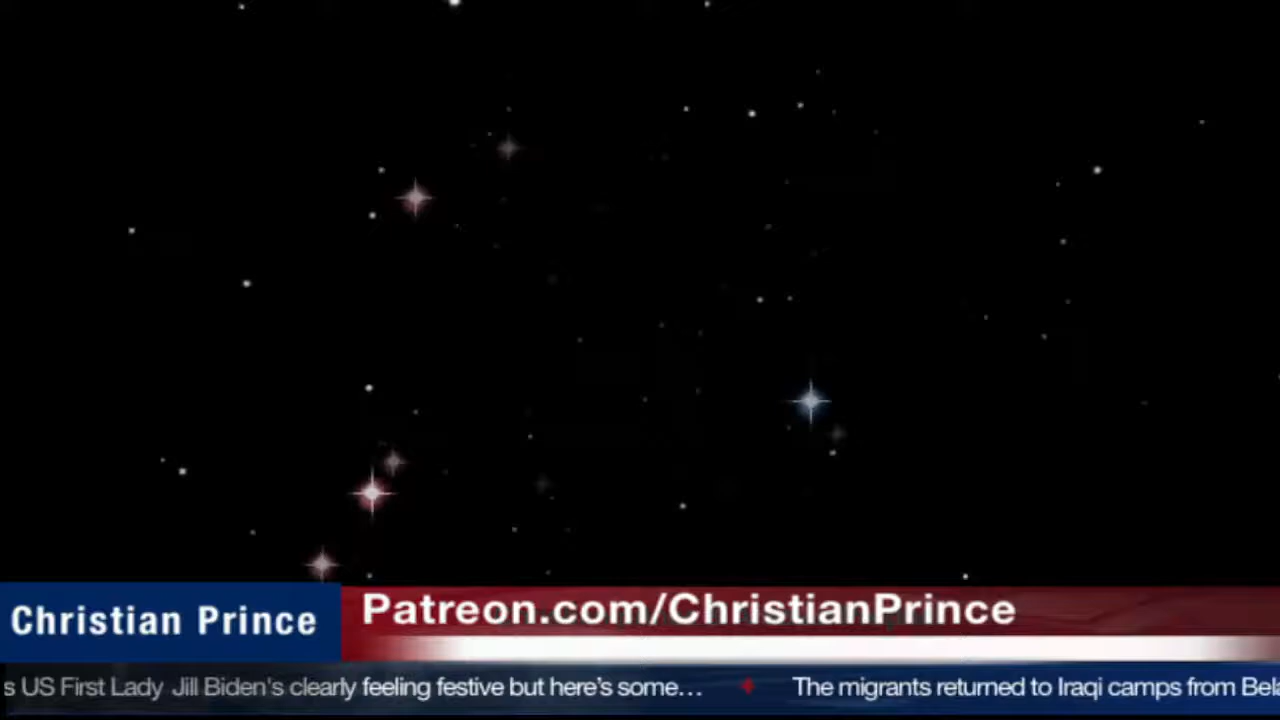 Christian Prince
Patreon.com/ChristianPrince
s US First Lady Jill Biden's clearly feeling festive but here's some… The migrants returned to Iraqi camps from Bela